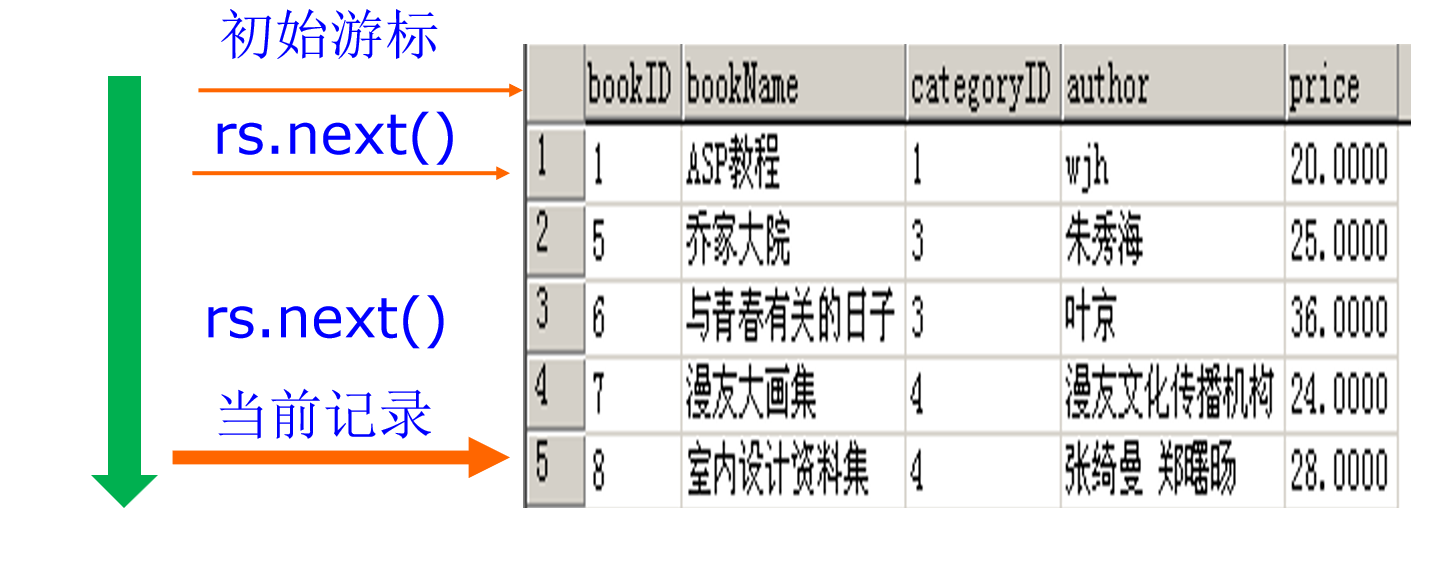 初始游标
bookID bookName categoryID author price
rs.next()
1 1 ASP教程 1 wjh 20.0000
2 5 乔家大院 3 朱秀海 25.0000
rs.next()
3 6 与青春有关的日子 3 叶京 36.0000
当前记录
4 7 漫友大画集 4 漫友文化传播机构 24.0000
5 8 室内设计资料集 4 张绮曼 郑曙旸 28.0000